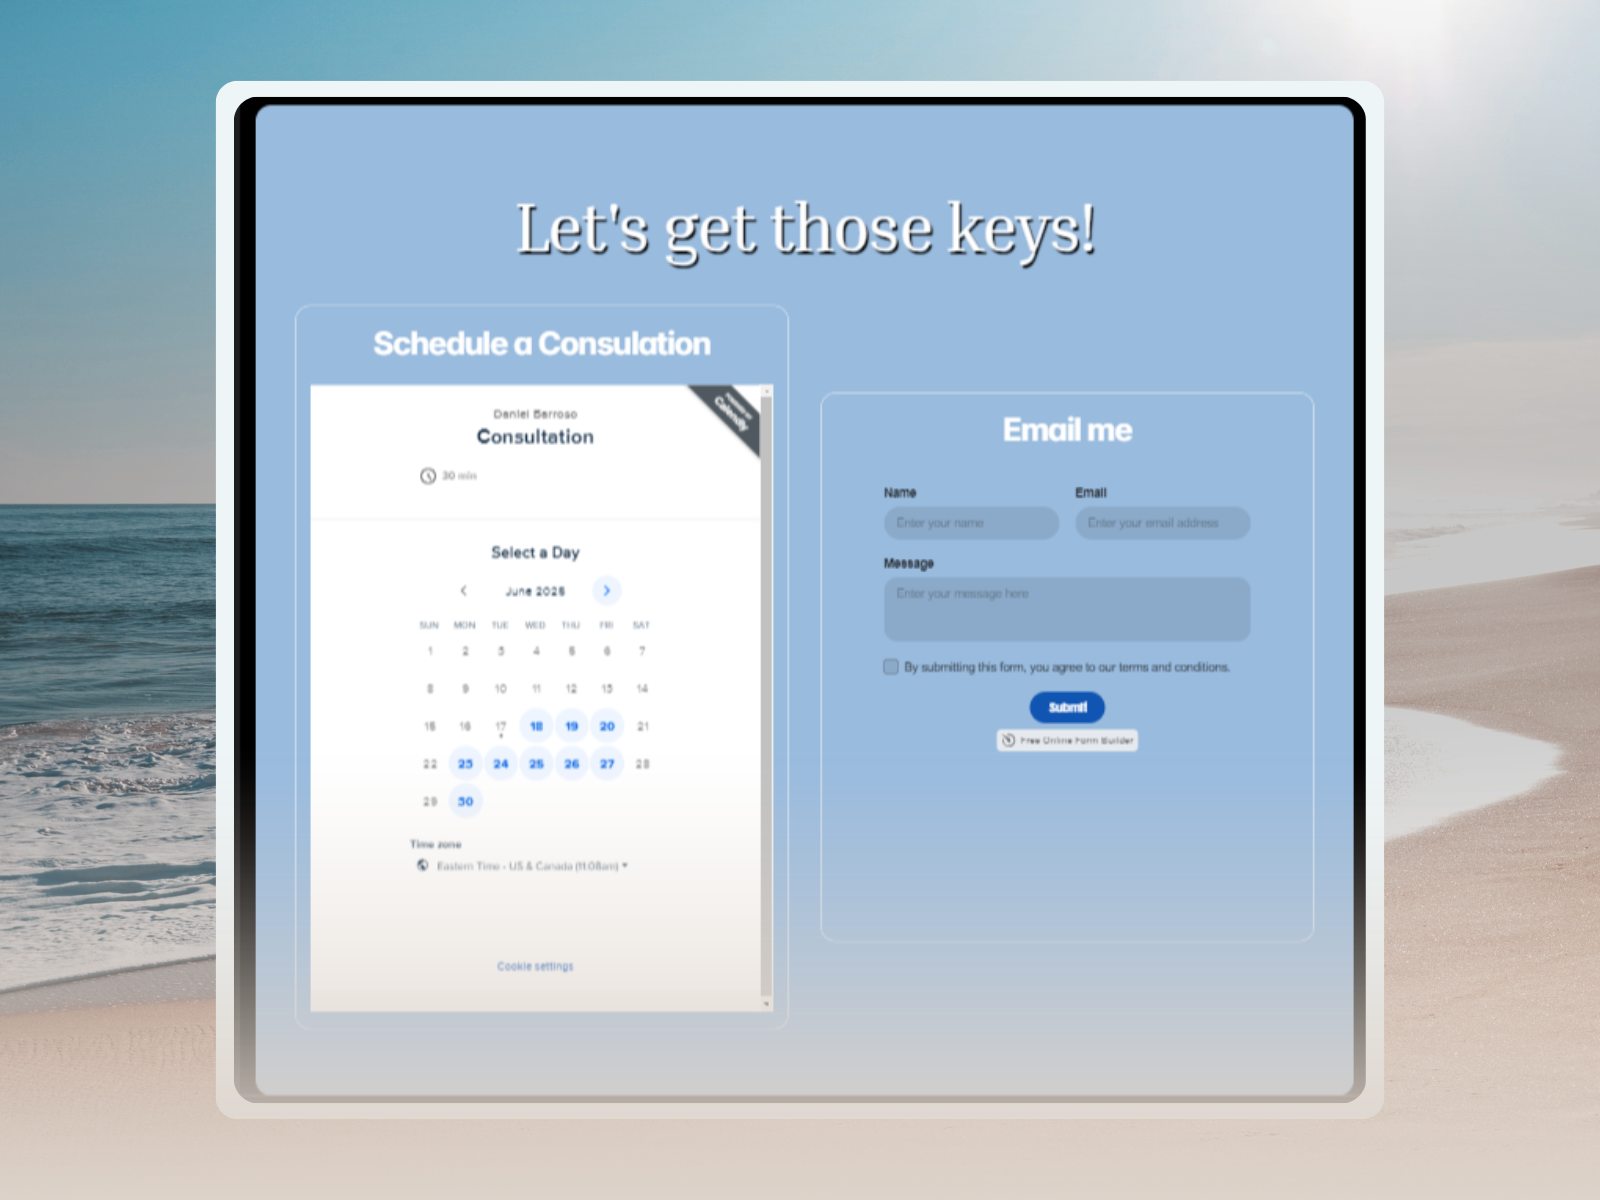 Let's get those keys!
Schedule a Consulation
Daniel Barroso
Consultation
30 min
Calendly
Select a Day
June 2025
SUN MON TUE WED THU FRI SAT
1 2 3 4 5 6 7
8 9 10 11 12 13 14
15 16 17 18 19 20 21
22 23 24 25 26 27 28
29 30
Time zone
Eastern Time - US & Canada (11:08am)
Cookie settings
Email me
Name Email
Enter your name Enter your email address
Message
Enter your message here
By submitting this form, you agree to our terms and conditions.
Submit
Free Online Form Builder